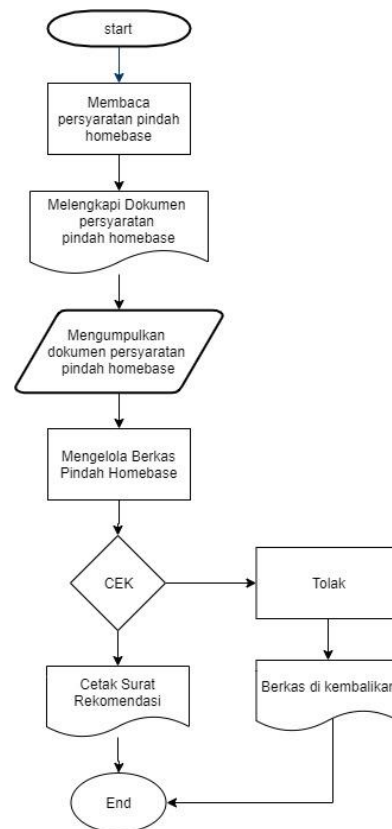 start
Membaca
persyaratan pindah
homebase
Melengkapi Dokumen
persyaratan
pindah homebase
Mengumpulkan
dokumen persyaratan
pindah homebase
Mengelola Berkas
Pindah Homebase
CEK
Tolak
Cetak Surat
Rekomendasi
Berkas di kembalikan
End